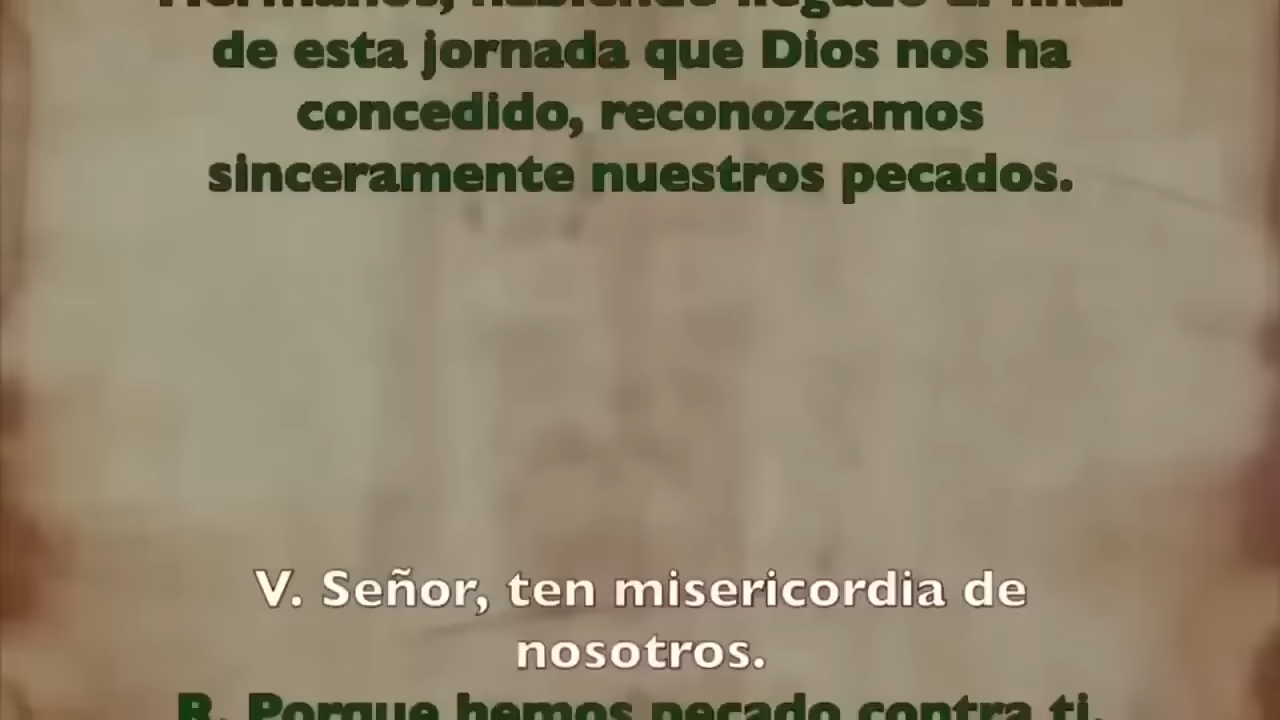 Hermanos, habiendo llegado al final
de esta jornada que Dios nos ha
concedido, reconozcamos
sinceramente nuestros pecados.
V. Señor, ten misericordia de
nosotros.
R. Porque hemos pecado contra ti.